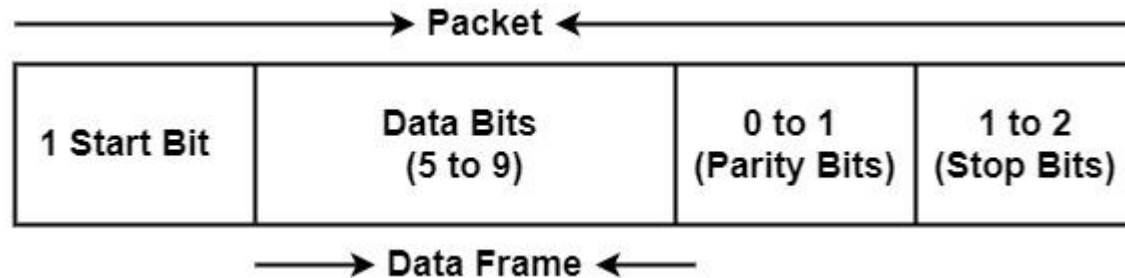 Packet
1 Start Bit
Data Bits
(5 to 9)
0 to 1
(Parity Bits)
1 to 2
(Stop Bits)
Data Frame